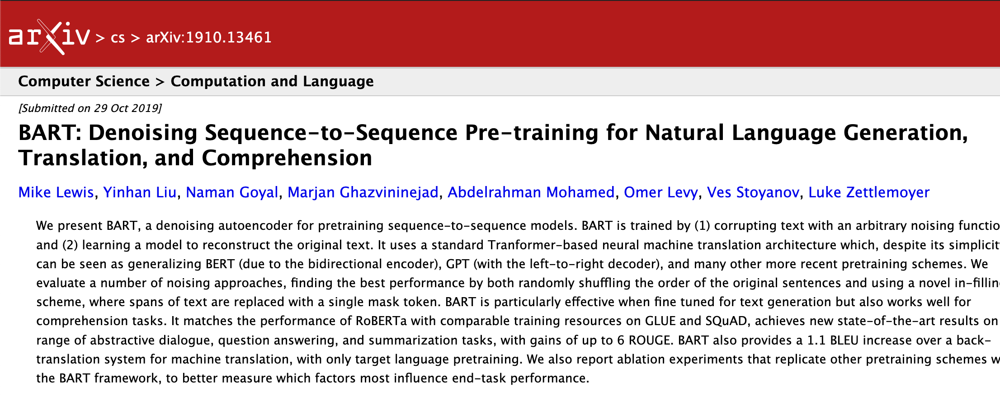 arXiv > cs > arXiv:1910.13461
Computer Science > Computation and Language
[Submitted on 29 Oct 2019]
BART: Denoising Sequence-to-Sequence Pre-training for Natural Language Generation,
Translation, and Comprehension
Mike Lewis, Yinhan Liu, Naman Goyal, Marjan Ghazvininejad, Abdelrahman Mohamed, Omer Levy, Ves Stoyanov, Luke Zettlemoyer
We present BART, a denoising autoencoder for pretraining sequence-to-sequence models. BART is trained by (1) corrupting text with an arbitrary noising
and (2) learning a model to reconstruct the original text. It uses a standard Tranformer-based neural machine translation architecture which, despite its
can be seen as generalizing BERT (due to the bidirectional encoder), GPT (with the left-to-right decoder), and many other more recent pretraining schemes. We
evaluate a number of noising approaches, finding the best performance by both randomly shuffling the order of the original sentences and using a novel
scheme, where spans of text are replaced with a single mask token. BART is particularly effective when fine tuned for text generation but also works well for
comprehension tasks. It matches the performance of RoBERTa with comparable training resources on GLUE and SQuAD, achieves new state-of-the-art results on
range of abstractive dialogue, question answering, and summarization tasks, with gains of up to 6 ROUGE. BART also provides a 1.1 BLEU increase over a back-
translation system for machine translation, with only target language pretraining. We also report ablation experiments that replicate other pretraining schemes
the BART framework, to better measure which factors most influence end-task performance.